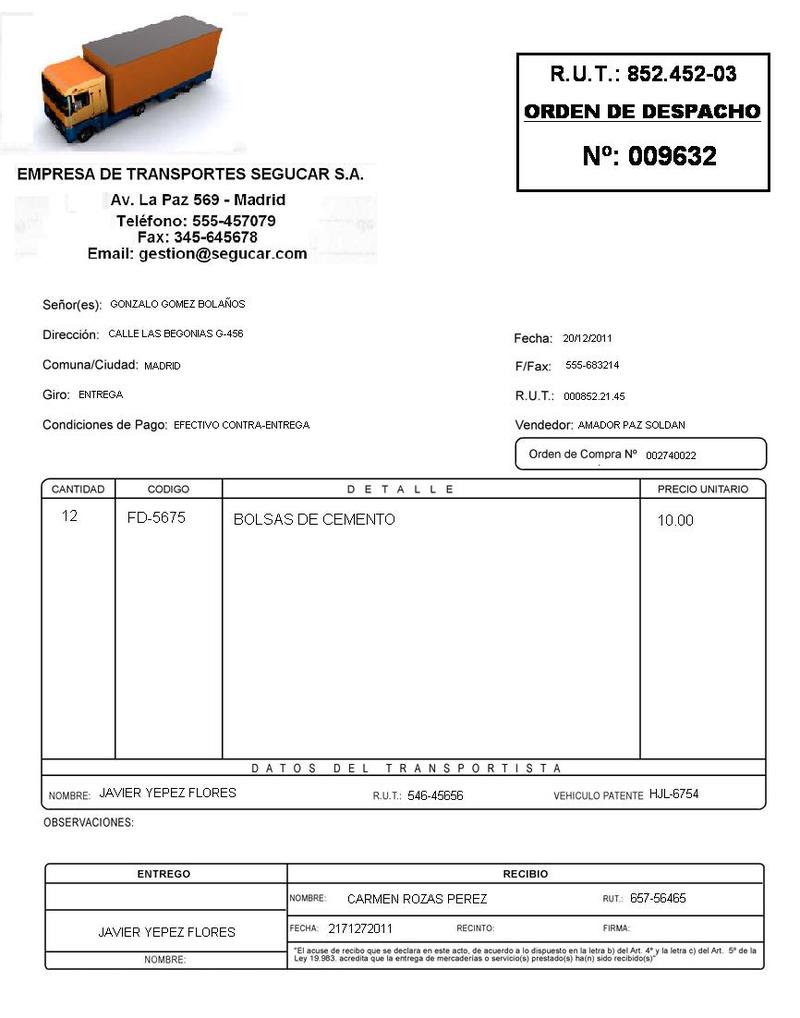 R.U.T.: 852.452-03
ORDEN DE DESPACHO
Nº: 009632
EMPRESA DE TRANSPORTES SEGUCAR S.A.
Av. La Paz 569 - Madrid
Teléfono: 555-457079
Fax: 345-645678
Email: gestion@segucar.com
Señor(es): GONZALO GOMEZ BOLAÑOS
Dirección: CALLE LAS BEGONIAS G-456
Fecha: 20/12/2011
Comuna/Ciudad: MADRID
F/Fax: 555-683214
Giro: ENTREGA
R.U.T.: 000852.21.45
Condiciones de Pago: EFECTIVO CONTRA-ENTREGA
Vendedor: AMADOR PAZ SOLDAN
Orden de Compra Nº 002740022
CANTIDAD CODIGO DETALLE PRECIO UNITARIO
12 FD-5675 BOLSAS DE CEMENTO 10.00
DATOS DEL TRANSPORTISTA
NOMBRE: JAVIER YEPEZ FLORES R.U.T.: 546-45656 VEHICULO PATENTE HJL-6754
OBSERVACIONES:
ENTREGO RECIBIO
NOMBRE: CARMEN ROZAS PEREZ RUT.: 657-56465
JAVIER YEPEZ FLORES FECHA: 2171272011 RECINTO: FIRMA:
NOMBRE:
"El acuse de recibo que se declara en este acto, de acuerdo a lo dispuesto en la letra b) del Art. 4º y la letra c) del Art. 5º de la
Ley 19.983. acredita que la entrega de mercaderías o servicio(s) prestado(s) ha(n) sido recibido(s)"